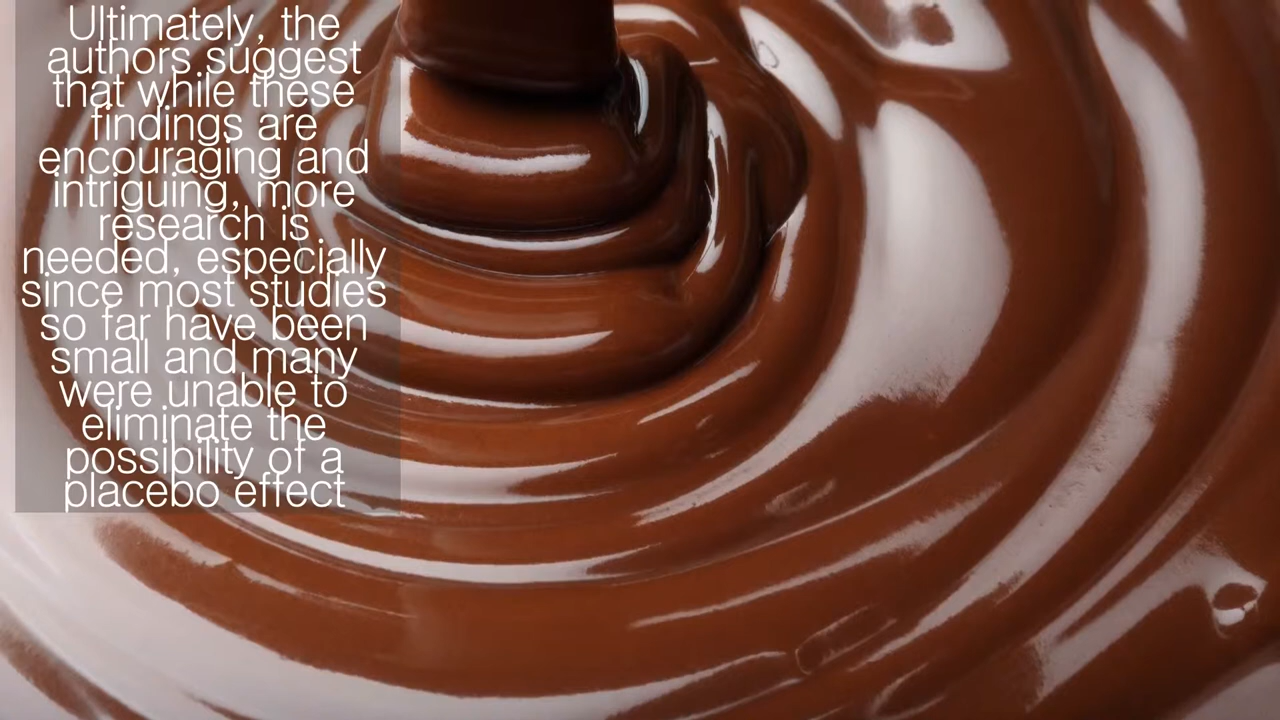 Ultimately, the
authors suggest
that while these
findings are
encouraging and
intriguing, more
research is
needed, especially
since most studies
so far have been
small and many
were unable to
eliminate the
possibility of a
placebo effect